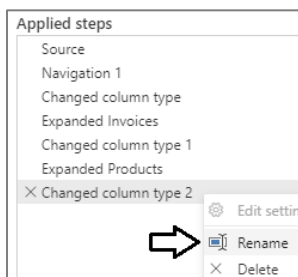 Applied steps
Source
Navigation 1
Changed column type
Expanded Invoices
Changed column type 1
Expanded Products
Changed column type 2
Edit settin
Rename
Delete